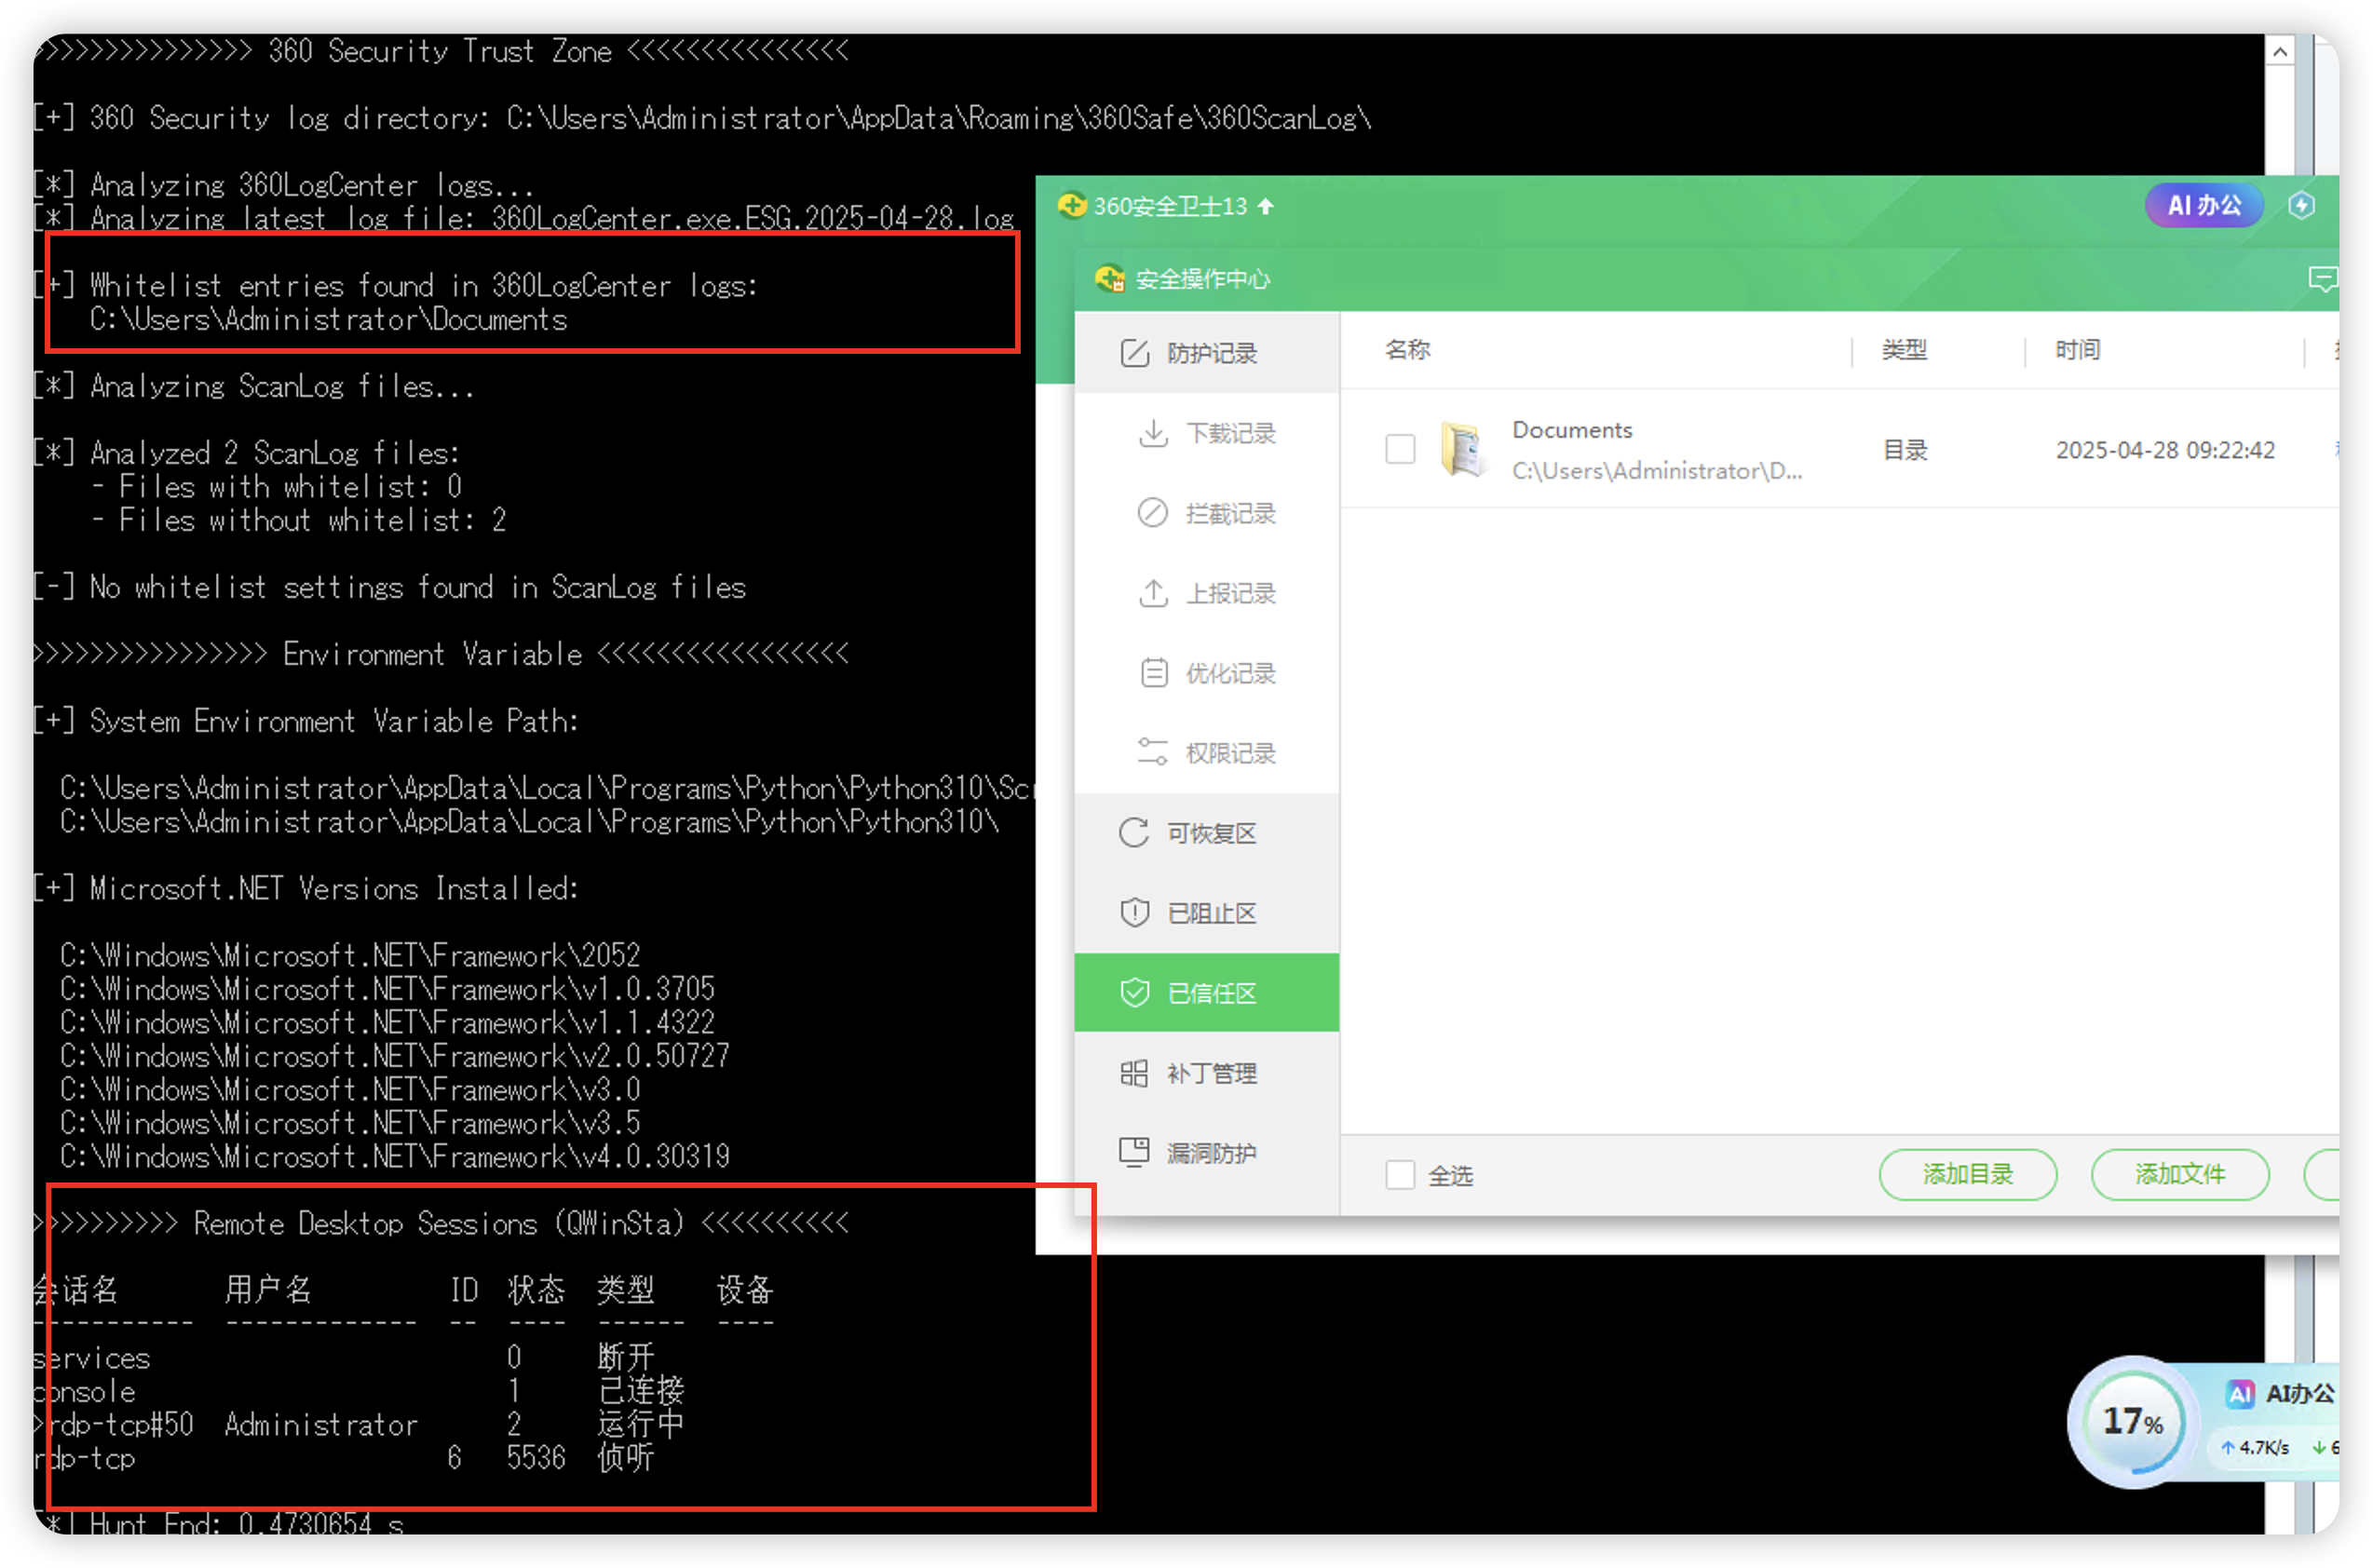 >>>>>>>>>>>>>>> 360 Security Trust Zone <<<<<<<<<<<<<<<
[+] 360 Security log directory: C:\Users\Administrator\AppData\Roaming\360Safe\360ScanLog\
[*] Analyzing 360LogCenter logs...
[*] Analyzing latest log file: 360LogCenter.exe.ESG.2025-04-28.log
[+] Whitelist entries found in 360LogCenter logs:
C:\Users\Administrator\Documents
[*] Analyzing ScanLog files...
[*] Analyzed 2 ScanLog files:
- Files with whitelist: 0
- Files without whitelist: 2
[-] No whitelist settings found in ScanLog files
>>>>>>>>>>>>>>>> Environment Variable <<<<<<<<<<<<<<<<<
[+] System Environment Variable Path:
C:\Users\Administrator\AppData\Local\Programs\Python\Python310\Scr
C:\Users\Administrator\AppData\Local\Programs\Python\Python310\
[+] Microsoft.NET Versions Installed:
C:\Windows\Microsoft.NET\Framework\2052
C:\Windows\Microsoft.NET\Framework\v1.0.3705
C:\Windows\Microsoft.NET\Framework\v1.1.4322
C:\Windows\Microsoft.NET\Framework\v2.0.50727
C:\Windows\Microsoft.NET\Framework\v3.0
C:\Windows\Microsoft.NET\Framework\v3.5
C:\Windows\Microsoft.NET\Framework\v4.0.30319
>>>>>>>>>> Remote Desktop Sessions (QWinSta) <<<<<<<<<<
会话名 用户名 ID 状态 类型 设备
----------- ------------- -- ---- ------ ----
services 0 断开
console 1 已连接
>rdp-tcp#50 Administrator 2 运行中
rdp-tcp 6 5536 侦听
[*] Hunt End: 0.4730654 s
360安全卫士13
AI 办公
安全操作中心
防护记录
下载记录
拦截记录
上报记录
优化记录
权限记录
可恢复区
已阻止区
已信任区
补丁管理
漏洞防护
名称 类型 时间
Documents
C:\Users\Administrator\D...
目录
2025-04-28 09:22:42
全选
添加目录
添加文件
17%
AI AI办公
4.7K/s 6